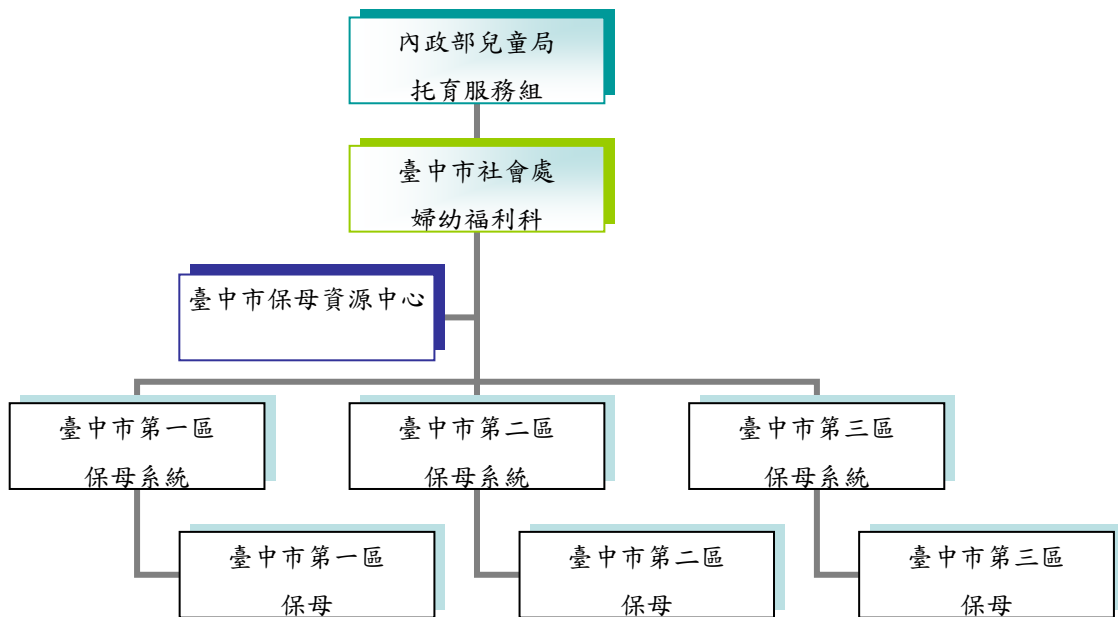 內政部兒童局
托育服務組
臺中市社會處
婦幼福利科
臺中市保母資源中心
臺中市第一區
保母系統
臺中市第二區
保母系統
臺中市第三區
保母系統
臺中市第一區
保母
臺中市第二區
保母
臺中市第三區
保母